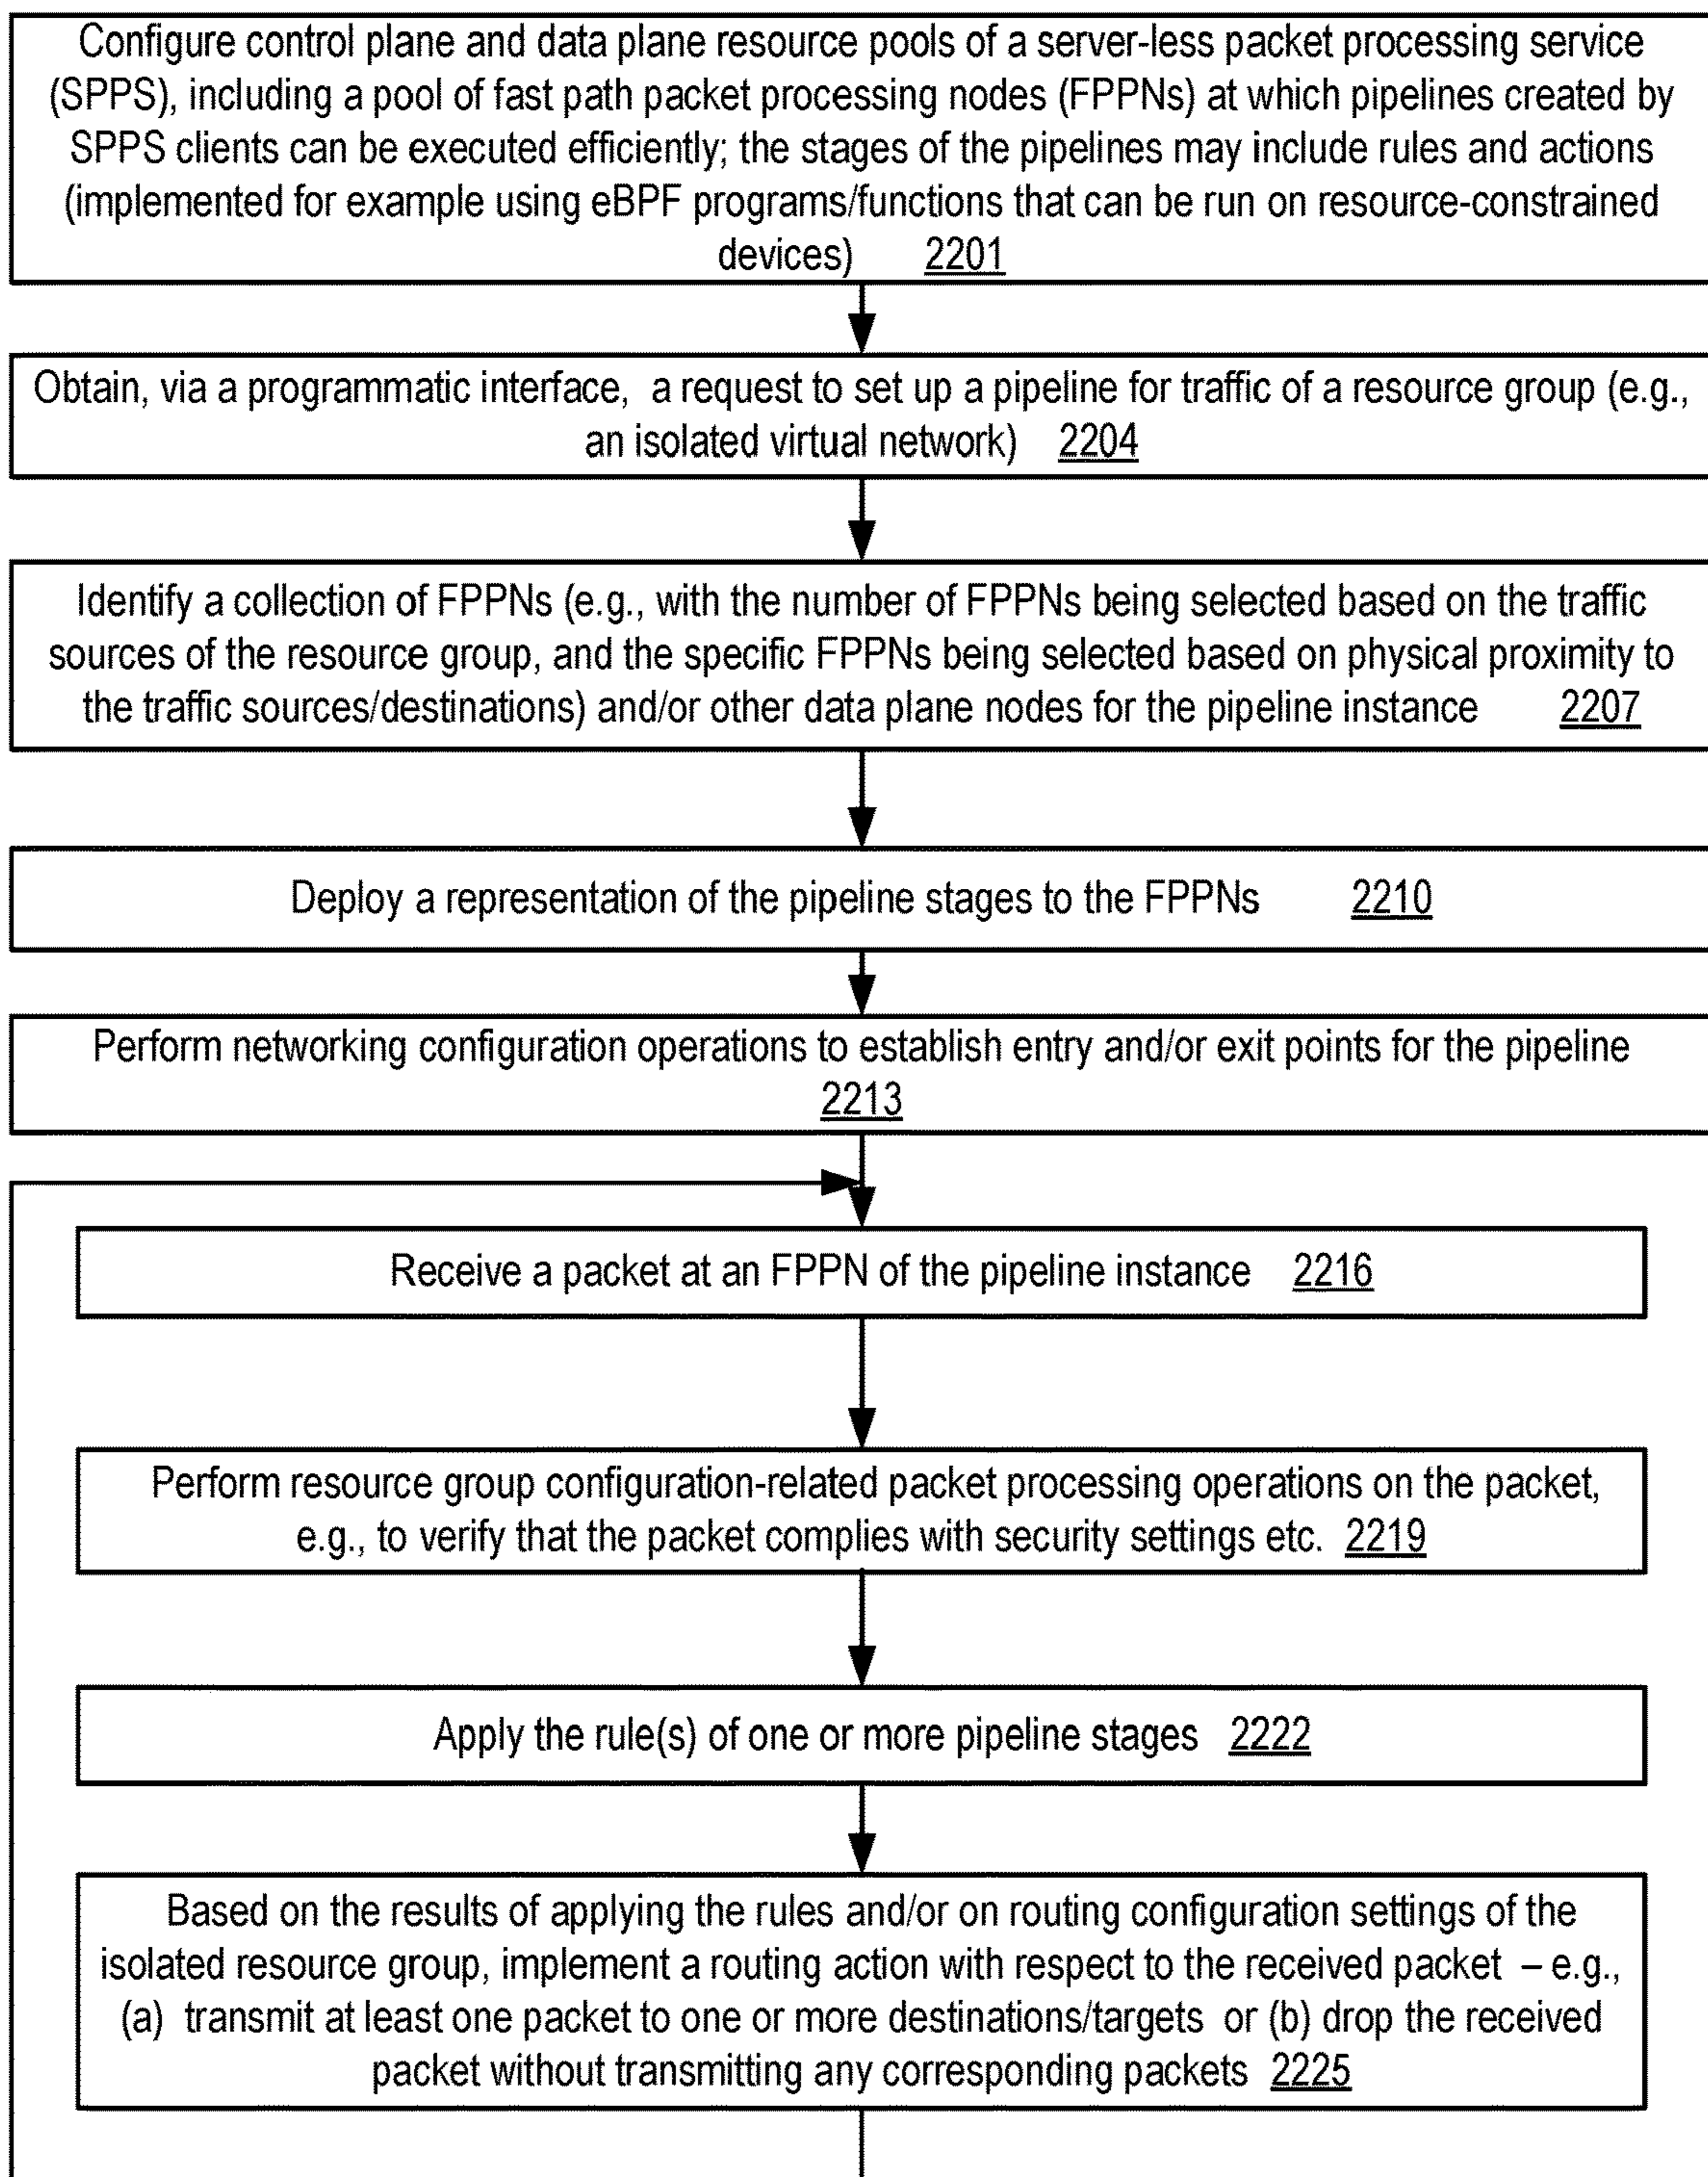 Configure control plane and data plane resource pools of a server-less packet processing service
(SPPS), including a pool of fast path packet processing nodes (FPPNs) at which pipelines created by
SPPS clients can be executed efficiently; the stages of the pipelines may include rules and actions
(implemented for example using eBPF programs/functions that can be run on resource-constrained
devices) 2201
Obtain, via a programmatic interface, a request to set up a pipeline for traffic of a resource group (e.g.,
an isolated virtual network) 2204
Identify a collection of FPPNs (e.g., with the number of FPPNs being selected based on the traffic
sources of the resource group, and the specific FPPNs being selected based on physical proximity to
the traffic sources/destinations) and/or other data plane nodes for the pipeline instance 2207
Deploy a representation of the pipeline stages to the FPPNs 2210
Perform networking configuration operations to establish entry and/or exit points for the pipeline
2213
Receive a packet at an FPPN of the pipeline instance 2216
Perform resource group configuration-related packet processing operations on the packet,
e.g., to verify that the packet complies with security settings etc. 2219
Apply the rule(s) of one or more pipeline stages 2222
Based on the results of applying the rules and/or on routing configuration settings of the
isolated resource group, implement a routing action with respect to the received packet – e.g.,
(a) transmit at least one packet to one or more destinations/targets or (b) drop the received
packet without transmitting any corresponding packets 2225